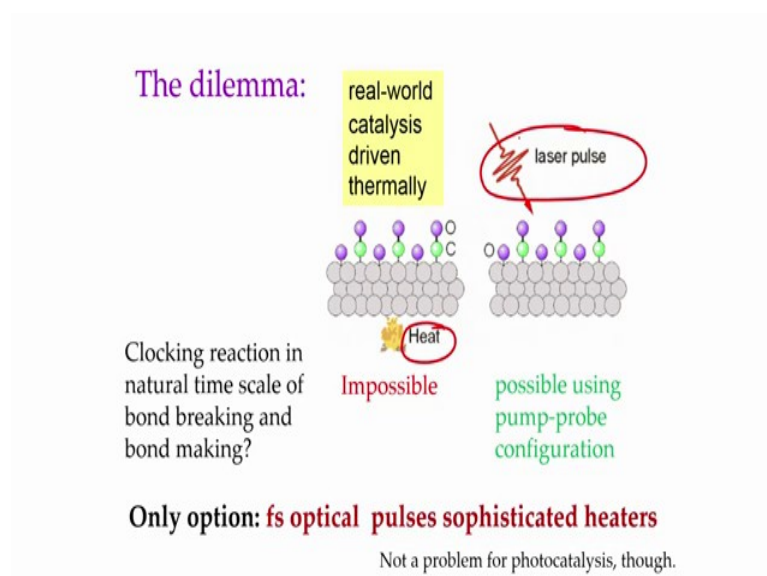 The dilemma:
real-world
catalysis
driven
thermally
laser pulse
O
C
O
Heat
Clocking reaction in
natural time scale of
bond breaking and
bond making?
Impossible
possible using
pump-probe
configuration
Only option: fs optical pulses sophisticated heaters
Not a problem for photocatalysis, though.